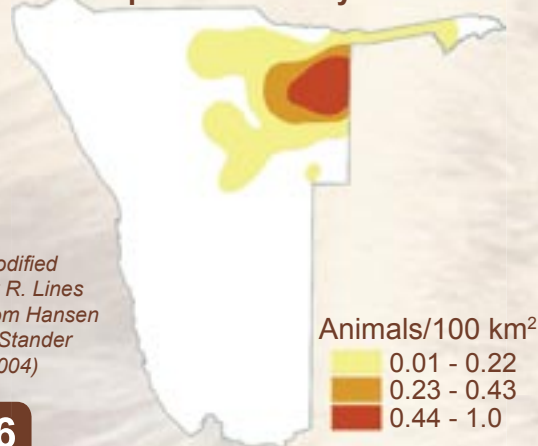 odified
R. Lines
om Hansen
Stander
004)
Animals/100 km²
0.01 - 0.22
0.23 - 0.43
0.44 - 1.0
6